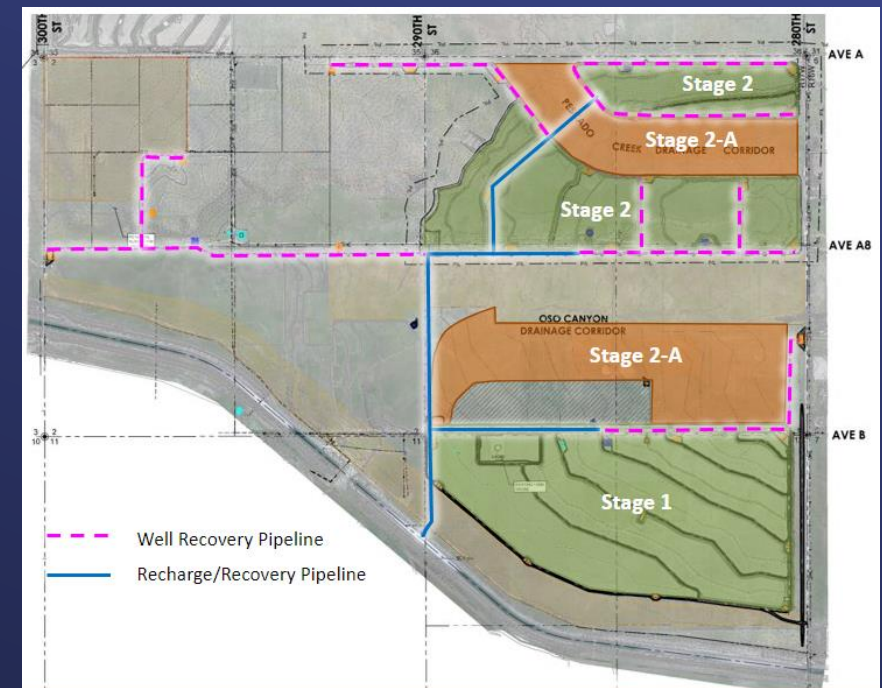 300TH
ST
290TH
ST
280TH
ST
AVE A
Stage 2
Stage 2-A
CREEK DRAINAGE CORRIDOR
Stage 2
AVE A8
OSO CANYON
DRAINAGE CORRIDOR
Stage 2-A
AVE B
Stage 1
Well Recovery Pipeline
Recharge/Recovery Pipeline